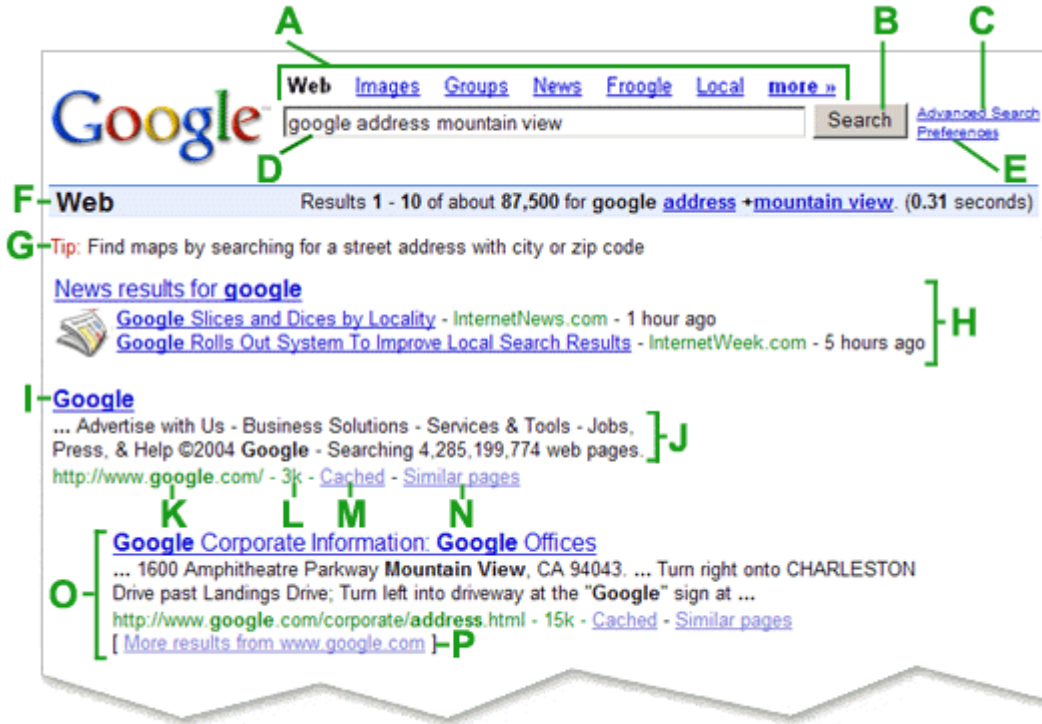 A B C
Web Images Groups News Froogle Local more »
Google™ google address mountain view Search Advanced Search
Preferences
D E
F Web Results 1 - 10 of about 87,500 for google address +mountain view. (0.31 seconds)
G Tip: Find maps by searching for a street address with city or zip code
News results for google
Google Slices and Dices by Locality - InternetNews.com - 1 hour ago
H
Google Rolls Out System To Improve Local Search Results - InternetWeek.com - 5 hours ago
I Google
... Advertise with Us - Business Solutions - Services & Tools - Jobs,
J
Press, & Help ©2004 Google - Searching 4,285,199,774 web pages.
http://www.google.com/ - 3k - Cached - Similar pages
K L M N
Google Corporate Information: Google Offices
... 1600 Amphitheatre Parkway Mountain View, CA 94043. ... Turn right onto CHARLESTON
O Drive past Landings Drive; Turn left into driveway at the "Google" sign at ...
http://www.google.com/corporate/address.html - 15k - Cached - Similar pages
[ More results from www.google.com ] P